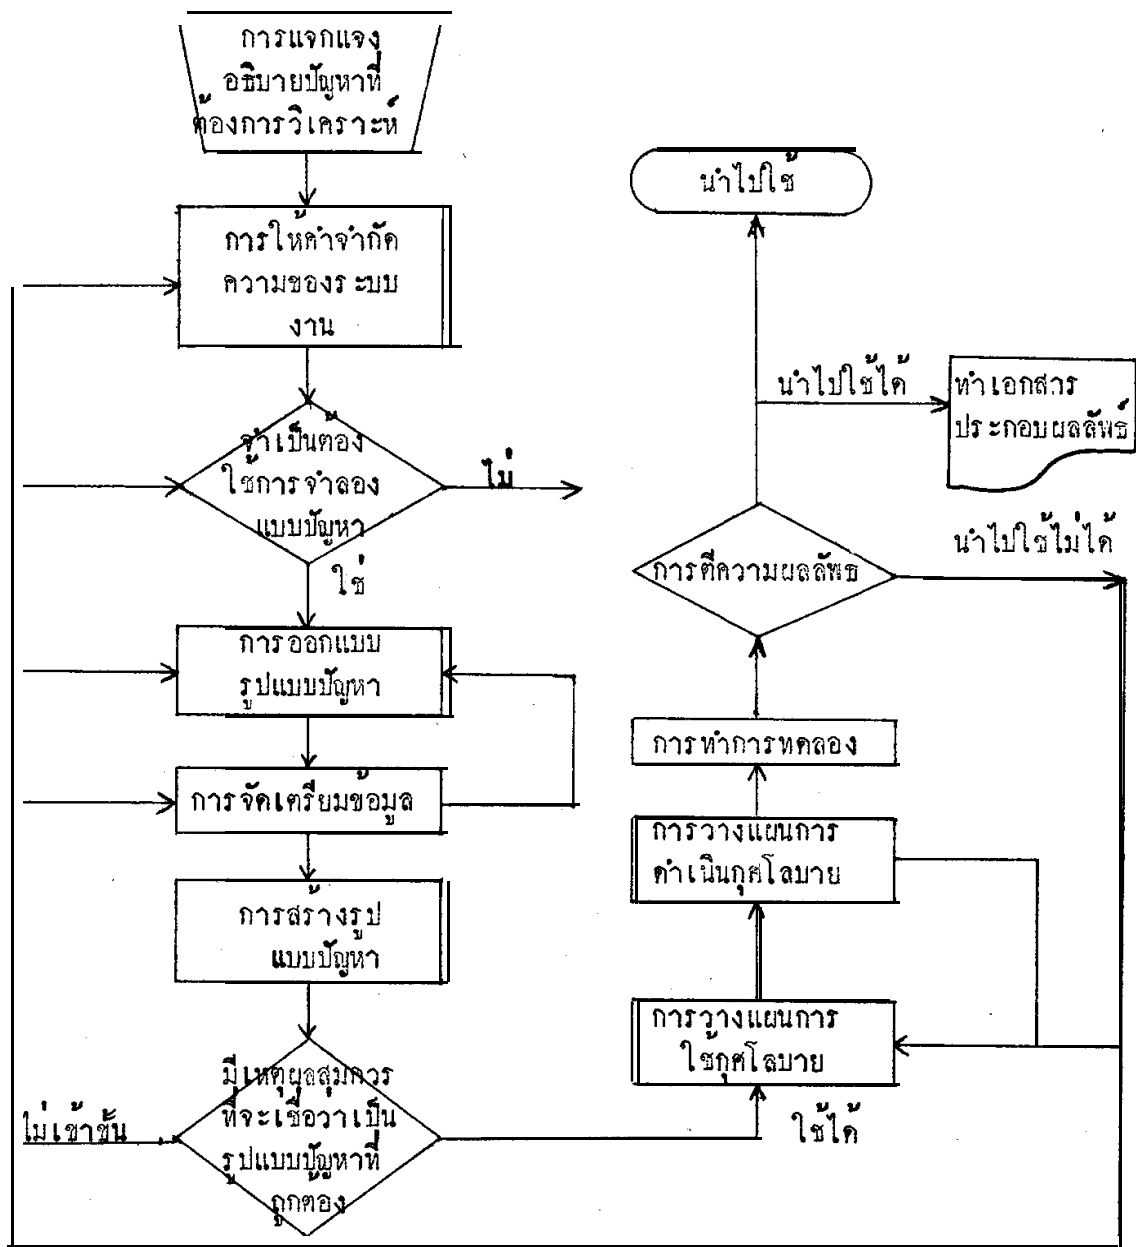 การแจกแจง
อธิบายปัญหาที่
ต้องการวิเคราะห์
การให้คำจำกัด
ความของระบบ
งาน
จำเป็นต้อง
ใช้การจำลอง
แบบปัญหา
ไม่
ใช่
การออกแบบ
รูปแบบปัญหา
การจัดเตรียมข้อมูล
การสร้างรูป
แบบปัญหา
มีเหตุผลสมควร
ที่จะเชื่อว่าเป็น
รูปแบบปัญหาที่
ถูกต้อง
ไม่เข้าขั้น
ใช้ได้
การวางแผนการ
ใช้กุศโลบาย
การวางแผนการ
ดำเนินกุศโลบาย
การทำการทดลอง
การตีความผลลัพธ
นำไปใช้ไม่ได้
นำไปใช้ได้
ทำเอกสาร
ประกอบผลลัพธ์
นำไปใช้